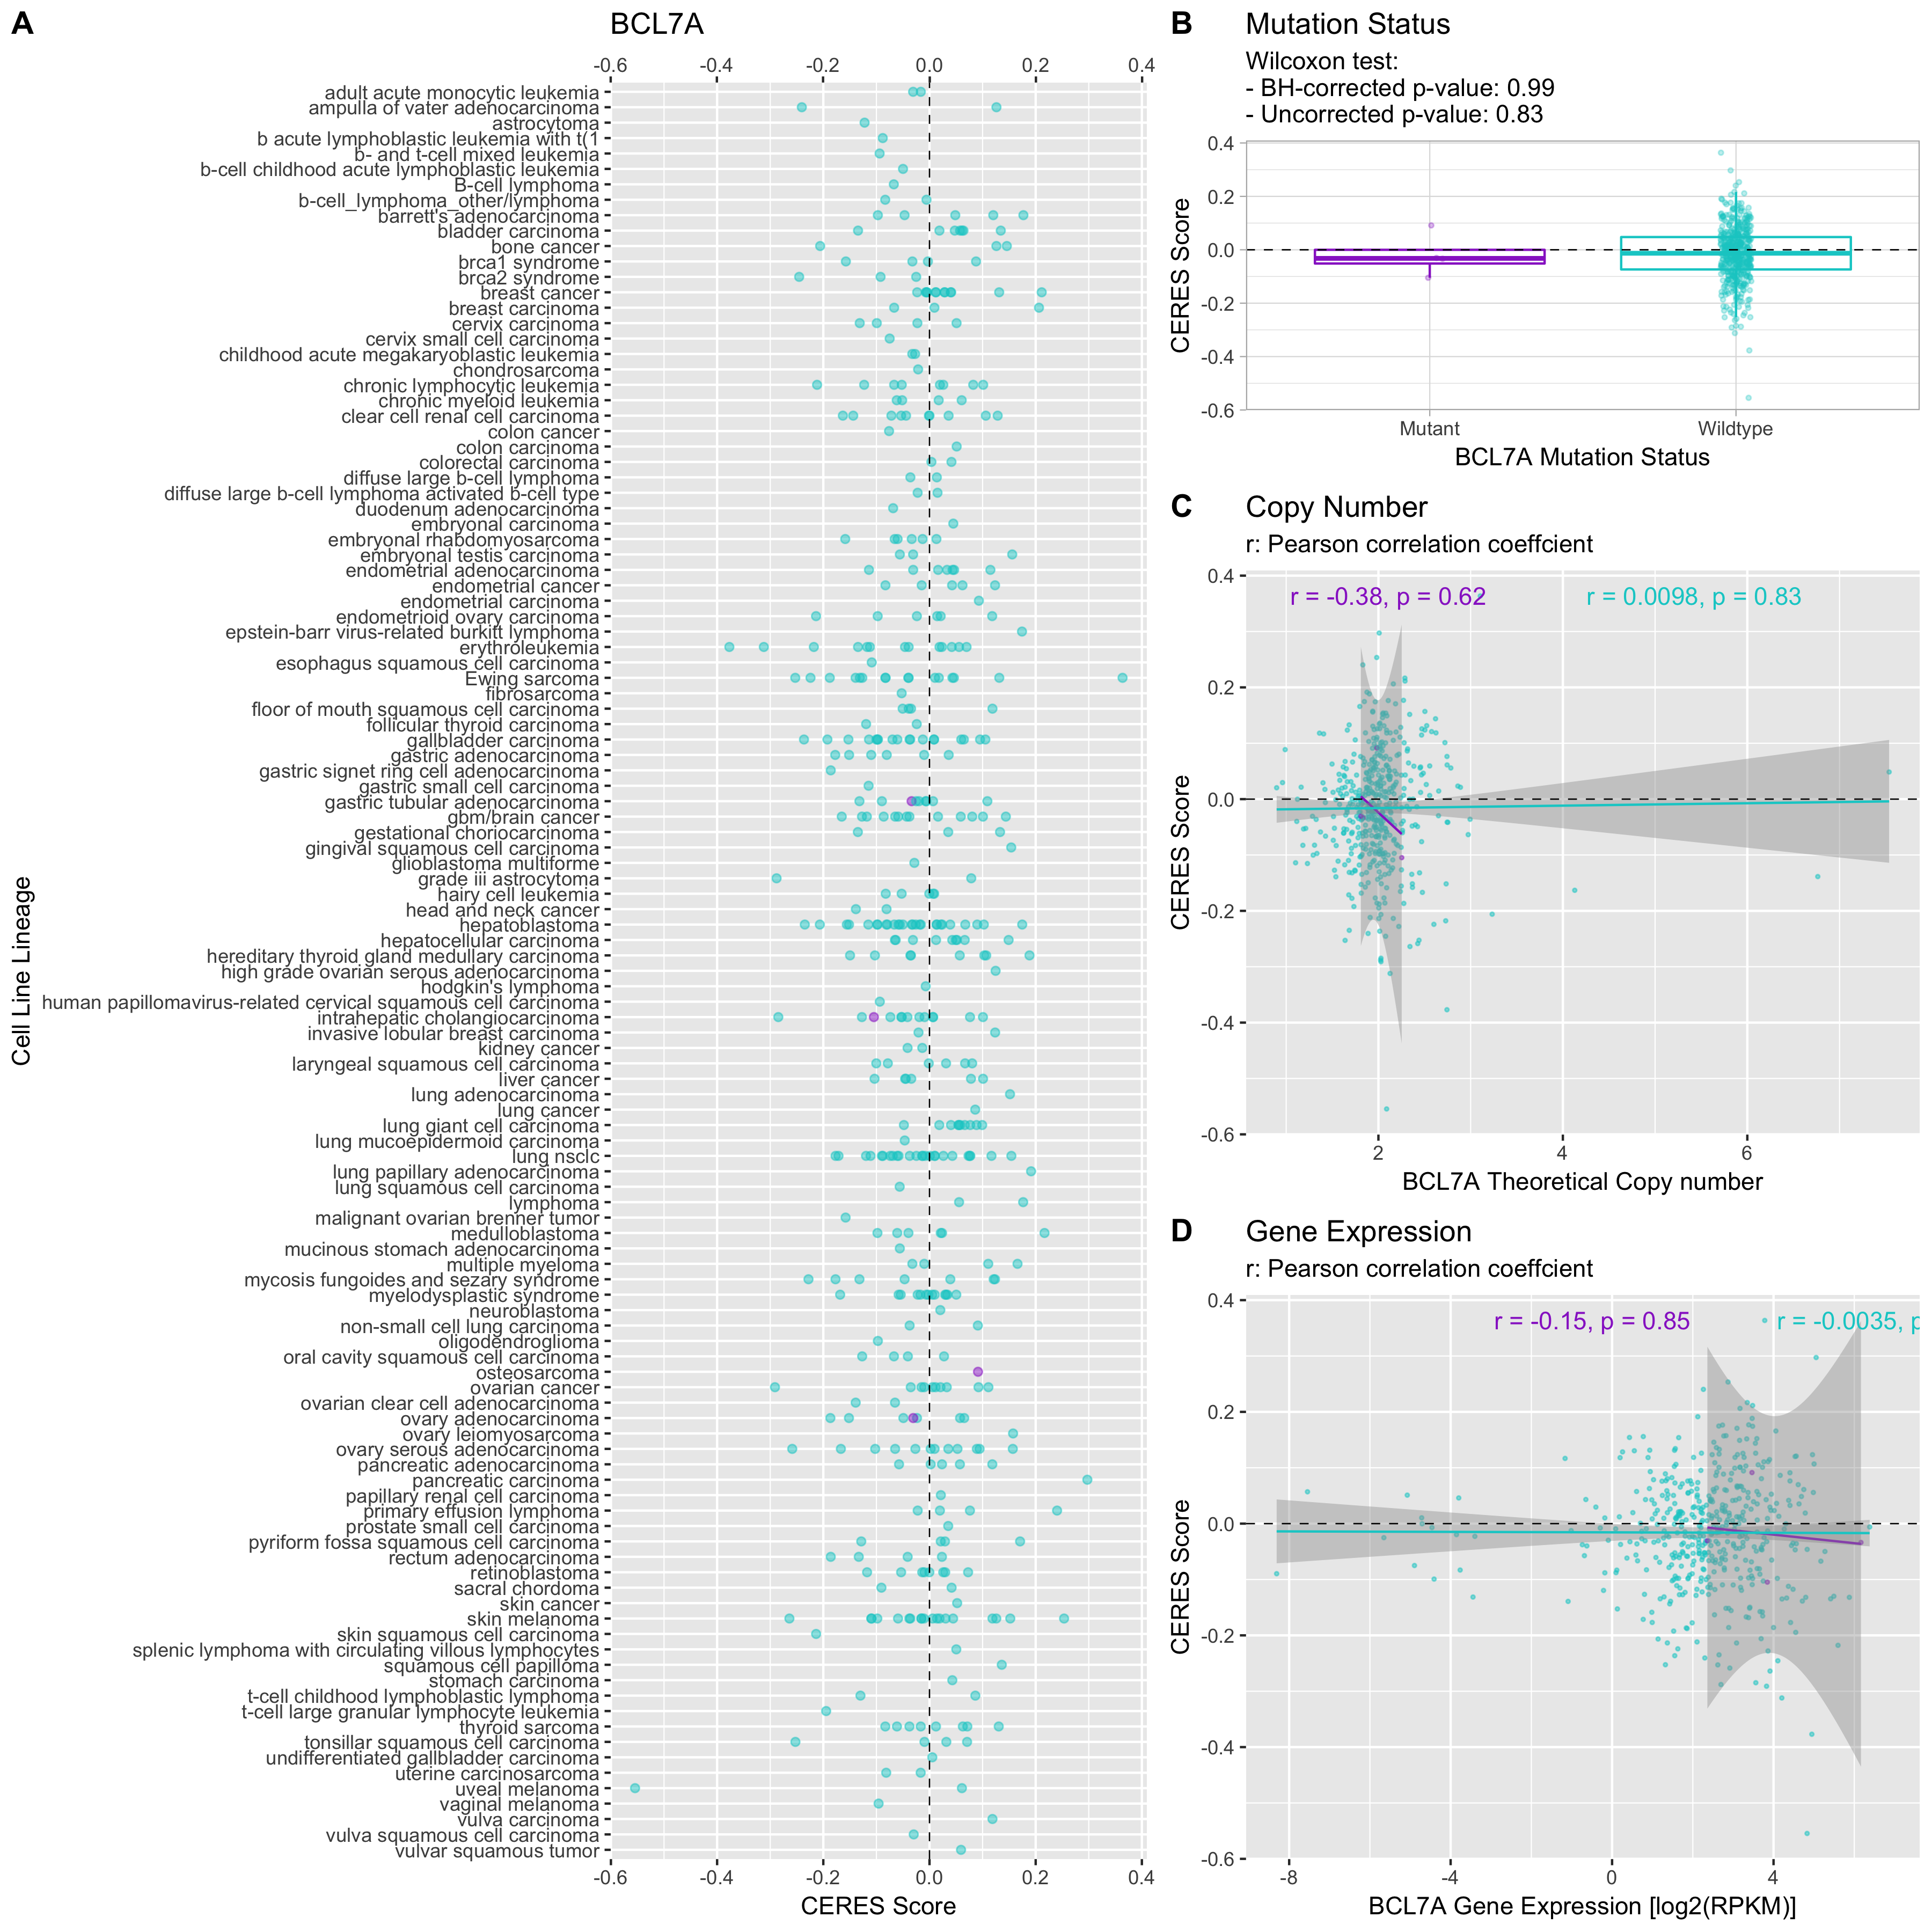 A
BCL7A
-0.6 -0.4 -0.2 0.0 0.2 0.4
Cell Line Lineage
adult acute monocytic leukemia
ampulla of vater adenocarcinoma
astrocytoma
b acute lymphoblastic leukemia with t(1
b- and t-cell mixed leukemia
b-cell childhood acute lymphoblastic leukemia
B-cell lymphoma
b-cell_lymphoma_other/lymphoma
barrett's adenocarcinoma
bladder carcinoma
bone cancer
brca1 syndrome
brca2 syndrome
breast cancer
breast carcinoma
cervix carcinoma
cervix small cell carcinoma
childhood acute megakaryoblastic leukemia
chondrosarcoma
chronic lymphocytic leukemia
chronic myeloid leukemia
clear cell renal cell carcinoma
colon cancer
colon carcinoma
colorectal carcinoma
diffuse large b-cell lymphoma
diffuse large b-cell lymphoma activated b-cell type
duodenum adenocarcinoma
embryonal carcinoma
embryonal rhabdomyosarcoma
embryonal testis carcinoma
endometrial adenocarcinoma
endometrial cancer
endometrial carcinoma
endometrioid ovary carcinoma
epstein-barr virus-related burkitt lymphoma
erythroleukemia
esophagus squamous cell carcinoma
Ewing sarcoma
fibrosarcoma
floor of mouth squamous cell carcinoma
follicular thyroid carcinoma
gallbladder carcinoma
gastric adenocarcinoma
gastric signet ring cell adenocarcinoma
gastric small cell carcinoma
gastric tubular adenocarcinoma
gbm/brain cancer
gestational choriocarcinoma
gingival squamous cell carcinoma
glioblastoma multiforme
grade iii astrocytoma
hairy cell leukemia
head and neck cancer
hepatoblastoma
hepatocellular carcinoma
hereditary thyroid gland medullary carcinoma
high grade ovarian serous adenocarcinoma
hodgkin's lymphoma
human papillomavirus-related cervical squamous cell carcinoma
intrahepatic cholangiocarcinoma
invasive lobular breast carcinoma
kidney cancer
laryngeal squamous cell carcinoma
liver cancer
lung adenocarcinoma
lung cancer
lung giant cell carcinoma
lung mucoepidermoid carcinoma
lung nsclc
lung papillary adenocarcinoma
lung squamous cell carcinoma
lymphoma
malignant ovarian brenner tumor
medulloblastoma
mucinous stomach adenocarcinoma
multiple myeloma
mycosis fungoides and sezary syndrome
myelodysplastic syndrome
neuroblastoma
non-small cell lung carcinoma
oligodendroglioma
oral cavity squamous cell carcinoma
osteosarcoma
ovarian cancer
ovarian clear cell adenocarcinoma
ovary adenocarcinoma
ovary leiomyosarcoma
ovary serous adenocarcinoma
pancreatic adenocarcinoma
pancreatic carcinoma
papillary renal cell carcinoma
primary effusion lymphoma
prostate small cell carcinoma
pyriform fossa squamous cell carcinoma
rectum adenocarcinoma
retinoblastoma
sacral chordoma
skin cancer
skin melanoma
skin squamous cell carcinoma
splenic lymphoma with circulating villous lymphocytes
squamous cell papilloma
stomach carcinoma
t-cell childhood lymphoblastic lymphoma
t-cell large granular lymphocyte leukemia
thyroid sarcoma
tonsillar squamous cell carcinoma
undifferentiated gallbladder carcinoma
uterine carcinosarcoma
uveal melanoma
vaginal melanoma
vulva carcinoma
vulva squamous cell carcinoma
vulvar squamous tumor
-0.6 -0.4 -0.2 0.0 0.2 0.4
CERES Score
B
Mutation Status
Wilcoxon test:
- BH-corrected p-value: 0.99
- Uncorrected p-value: 0.83
CERES Score
0.4
0.2
0.0
-0.2
-0.4
-0.6
Mutant Wildtype
BCL7A Mutation Status
C
Copy Number
r: Pearson correlation coeffcient
r = -0.38, p = 0.62 r = 0.0098, p = 0.83
CERES Score
0.4
0.2
0.0
-0.2
-0.4
-0.6
2 4 6
BCL7A Theoretical Copy number
D
Gene Expression
r: Pearson correlation coeffcient
r = -0.15, p = 0.85 r = -0.0035, p
CERES Score
0.4
0.2
0.0
-0.2
-0.4
-0.6
-8 -4 0 4
BCL7A Gene Expression [log2(RPKM)]